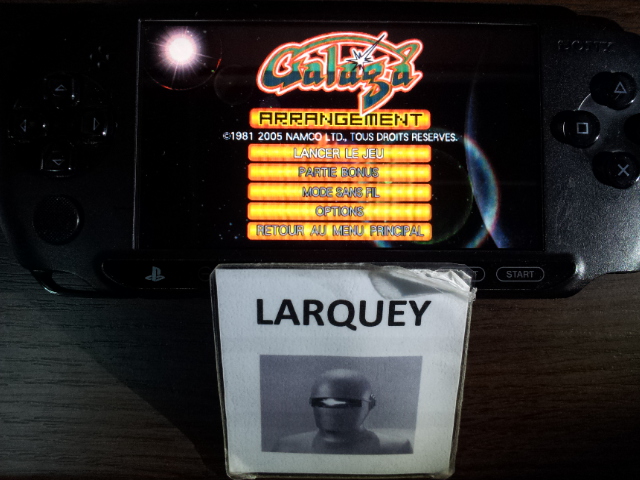 SONY
Galaga
ARRANGEMENT
©1981 2005 NAMCO LTD., TOUS DROITS RESERVES.
LANCER LE JEU
PARTIE BONUS
MODE SANS FIL
OPTIONS
RETOUR AU MENU PRINCIPAL
START
LARQUEY